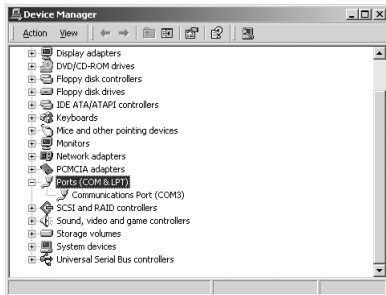 Device Manager
Action View
Display adapters
DVD/CD-ROM drives
Floppy disk controllers
Floppy disk drives
IDE ATA/ATAPI controllers
Keyboards
Mice and other pointing devices
Monitors
Network adapters
PCMCIA adapters
Ports (COM & LPT)
Communications Port (COM3)
SCSI and RAID controllers
Sound, video and game controllers
Storage volumes
System devices
Universal Serial Bus controllers